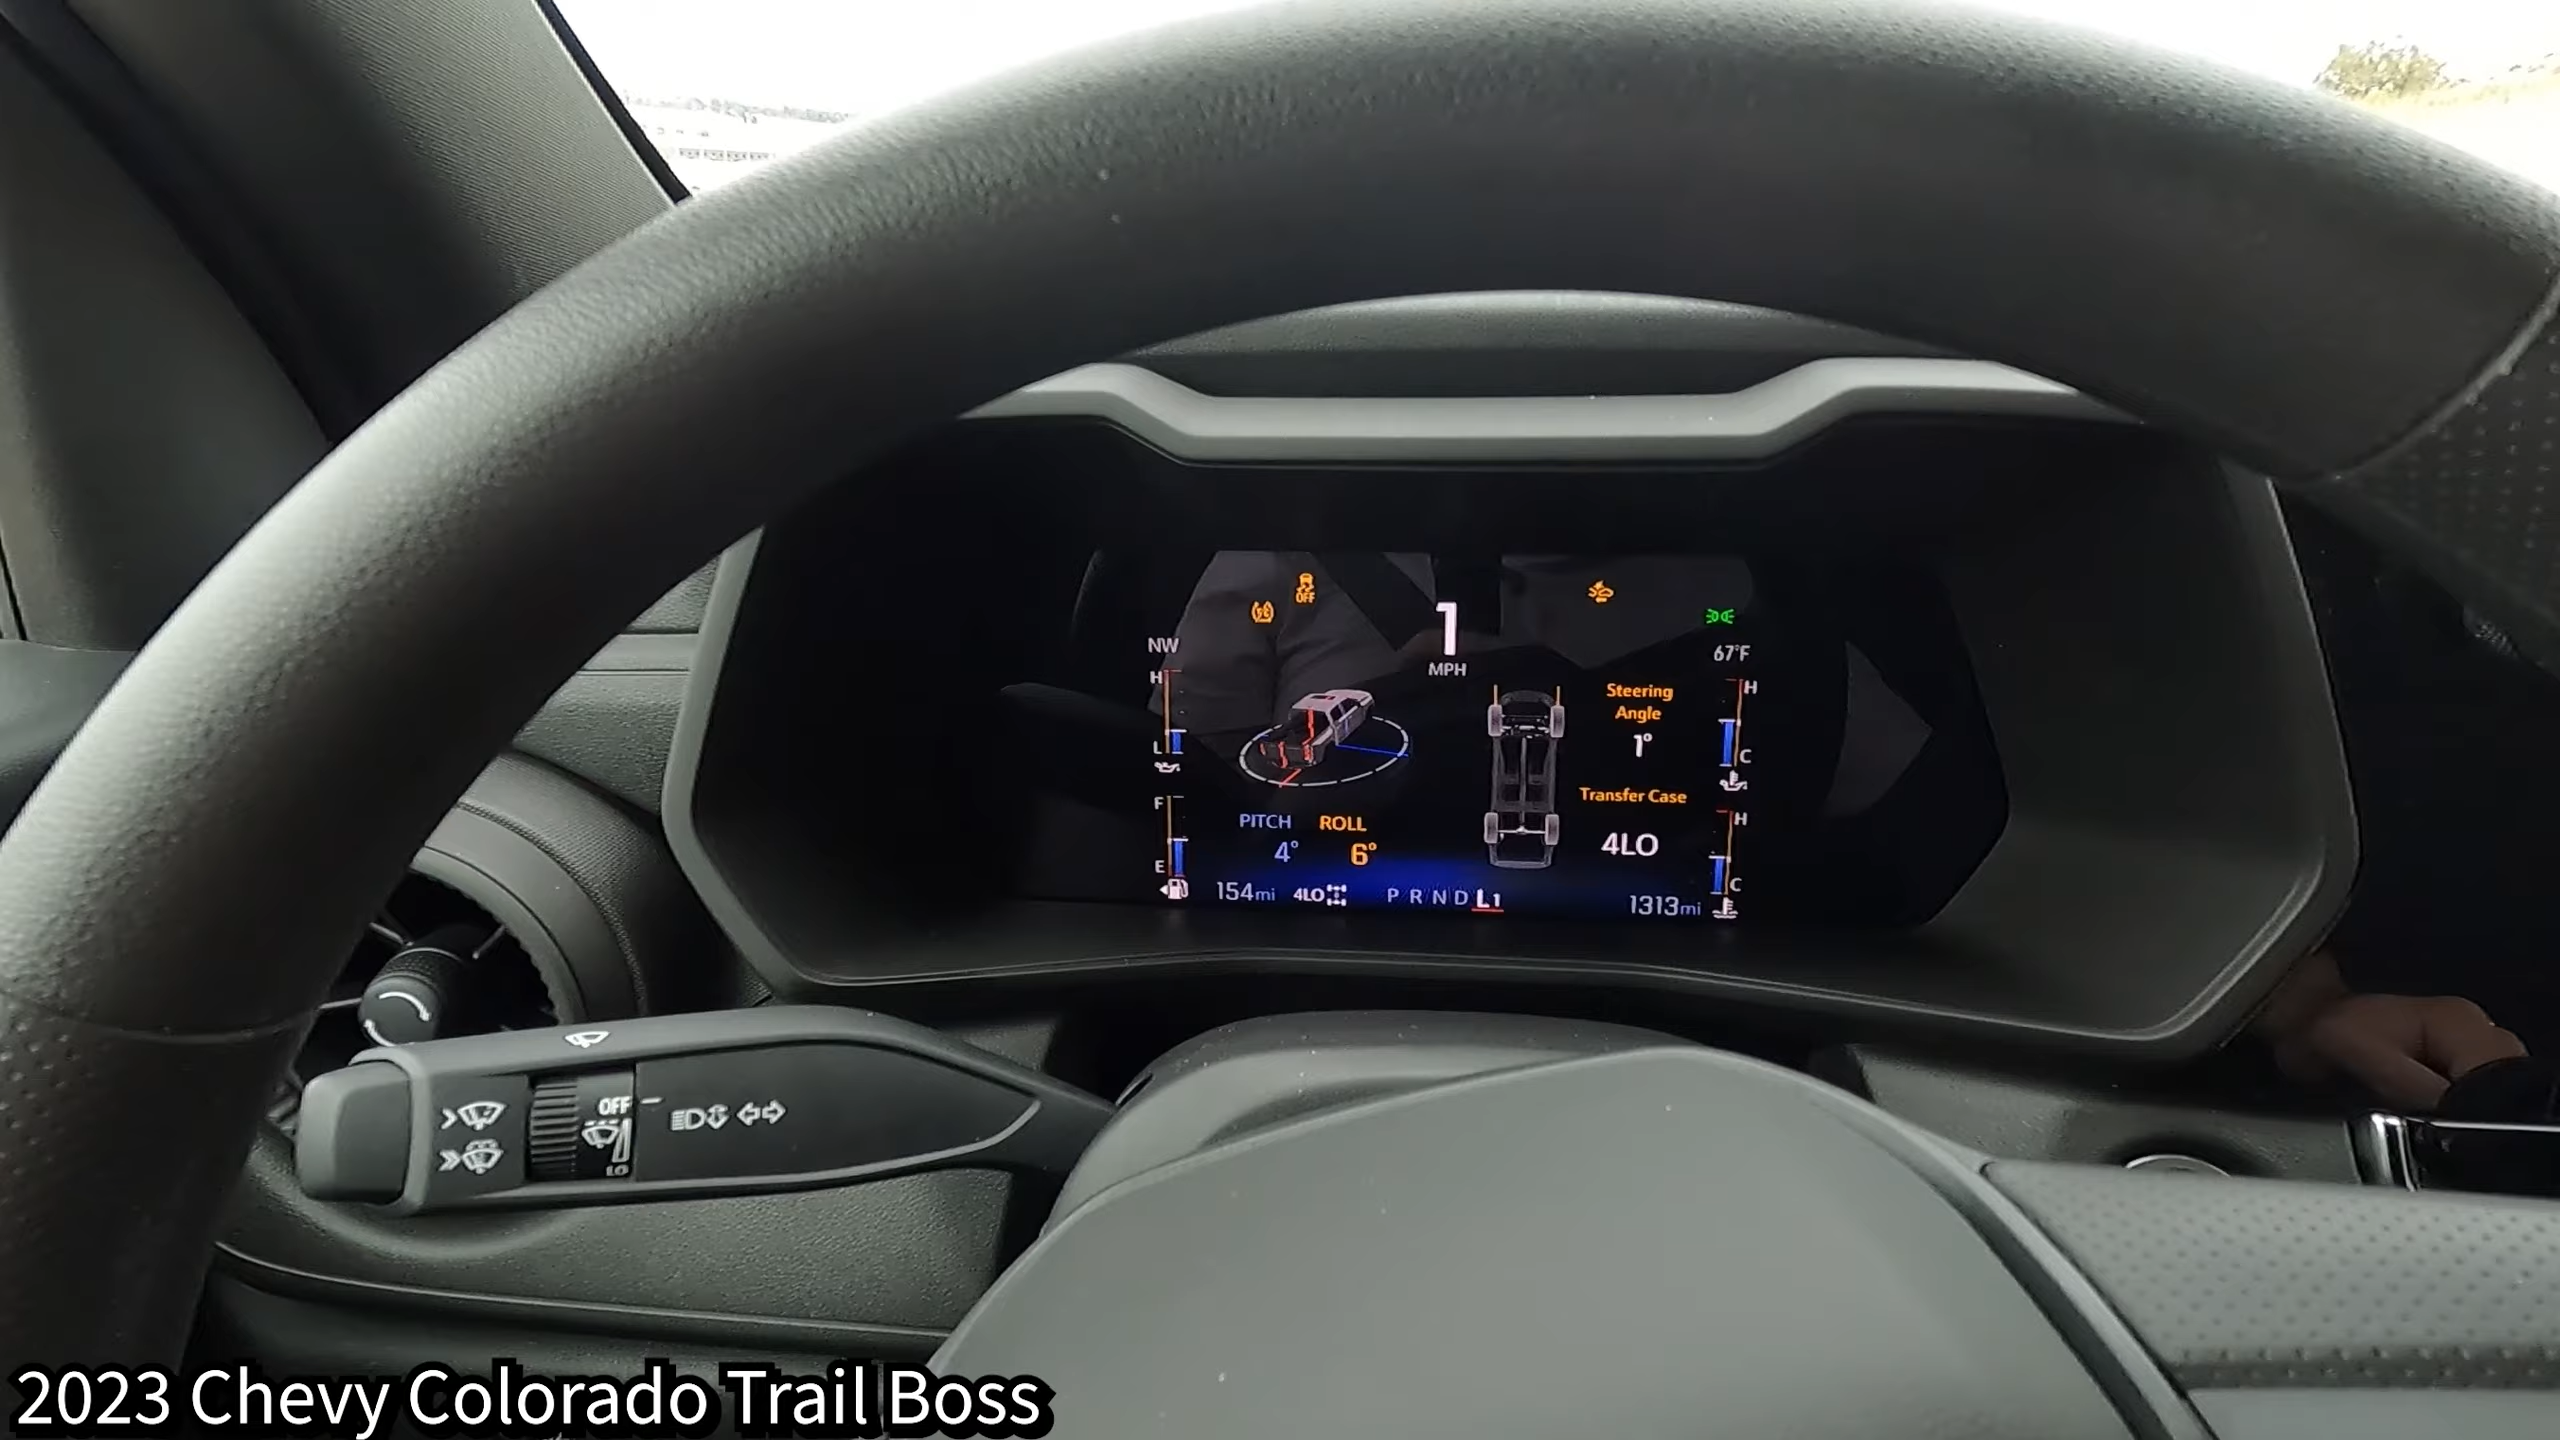 OFF
1
MPH
NW
67°F
H
L
H
C
Steering
Angle
1°
Transfer Case
4LO
F
E
H
C
PITCH
ROLL
4°
6°
154mi
4LO
P R N D L1
1313mi
OFF
LO
2023 Chevy Colorado Trail Boss